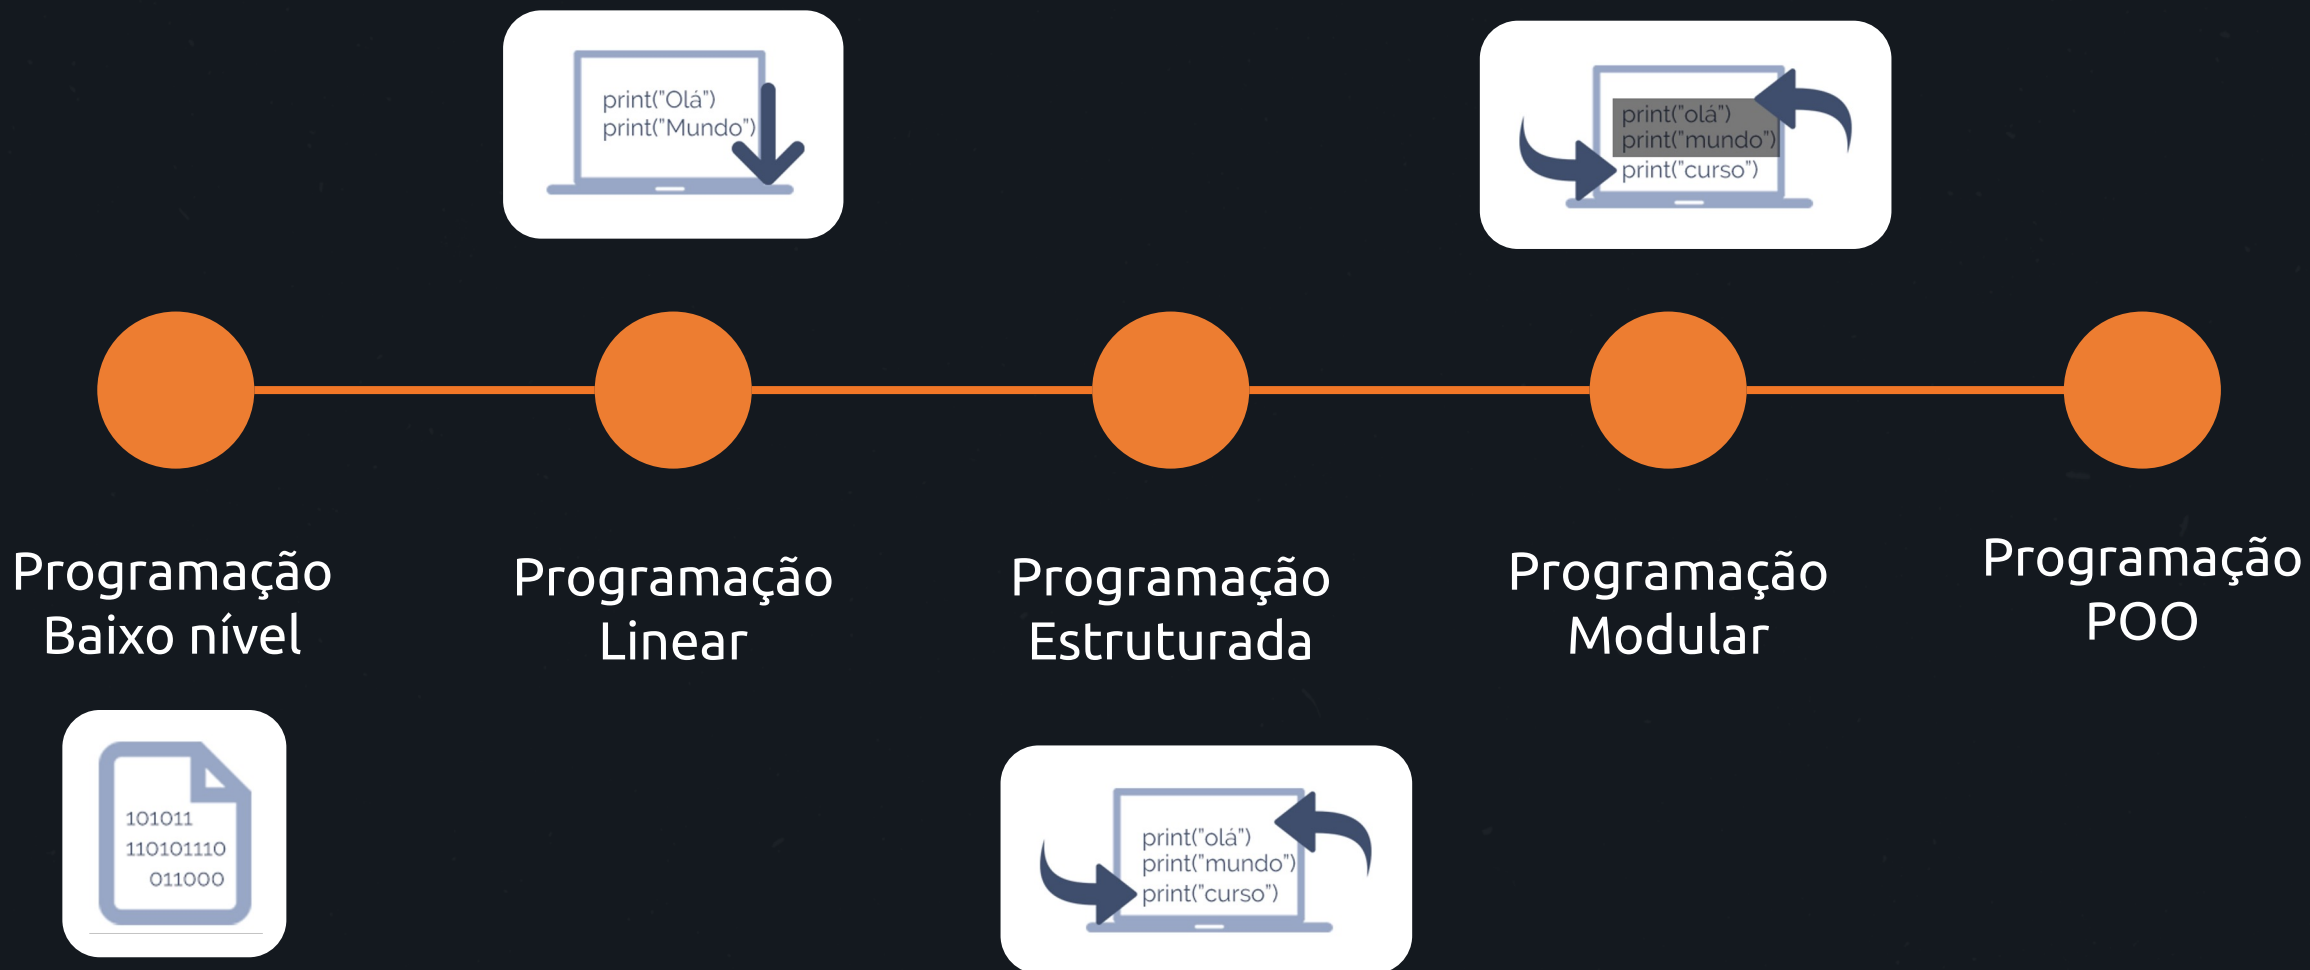 print("Olá")
print("Mundo")
print("olá")
print("mundo")
print("curso")
Programação
Baixo nível
Programação
Linear
Programação
Estruturada
Programação
Modular
Programação
POO
101011
110101110
011000
print("olá")
print("mundo")
print("curso")